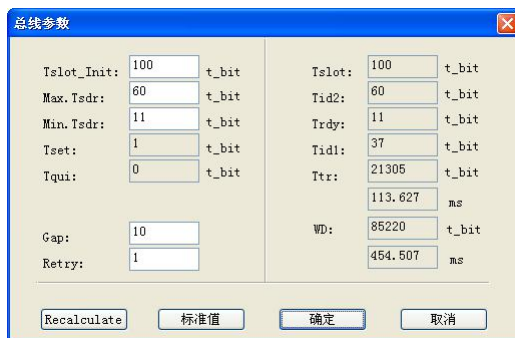 总线参数
Tslot_Init: 100 t_bit
Max.Tsdr: 60 t_bit
Min.Tsdr: 11 t_bit
Tset: 1 t_bit
Tqui: 0 t_bit
Gap: 10
Retry: 1
Tslot: 100 t_bit
Tid2: 60 t_bit
Trdy: 11 t_bit
Tid1: 37 t_bit
Ttr: 21305 t_bit
113.627 ms
WD: 85220 t_bit
454.507 ms
Recalculate 标准值 确定 取消